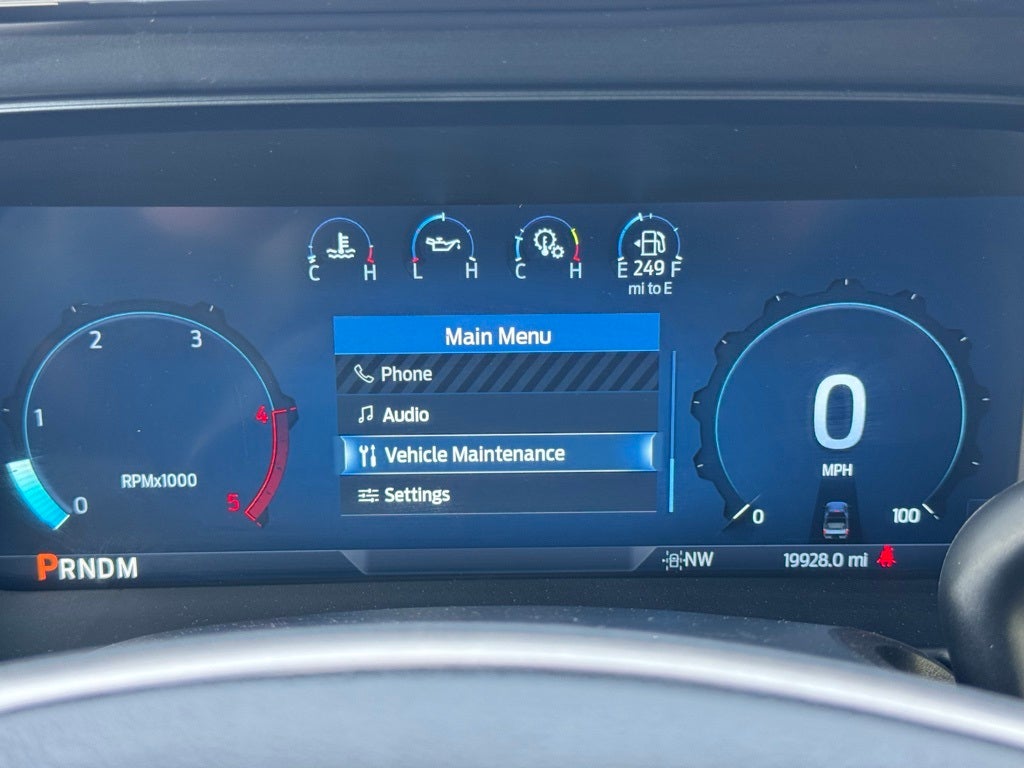 C H
L H
C H
E 249 F
mi to E
Main Menu
Phone
Audio
Vehicle Maintenance
Settings
0
1
2
3
4
5
RPMx1000
0
MPH
0
100
PRNDM
NW
19928.0 mi